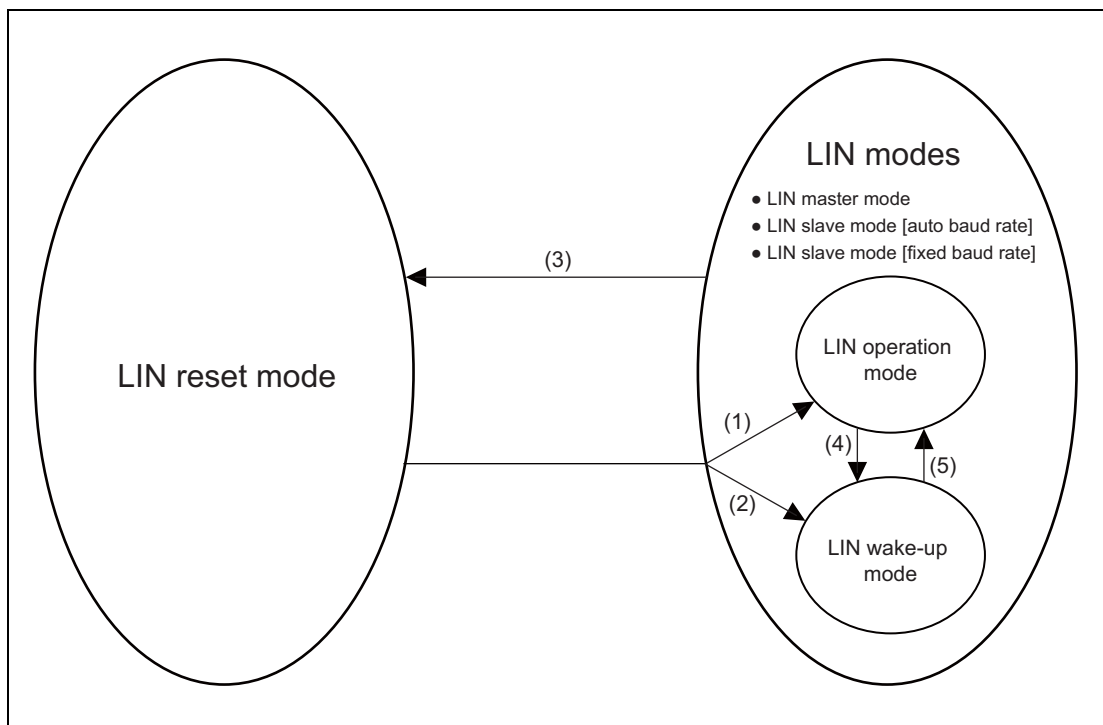 LIN modes
● LIN master mode
● LIN slave mode [auto baud rate]
● LIN slave mode [fixed baud rate]
(3)
LIN reset mode
LIN operation
mode
(1)
(4)
(5)
(2)
LIN wake-up
mode